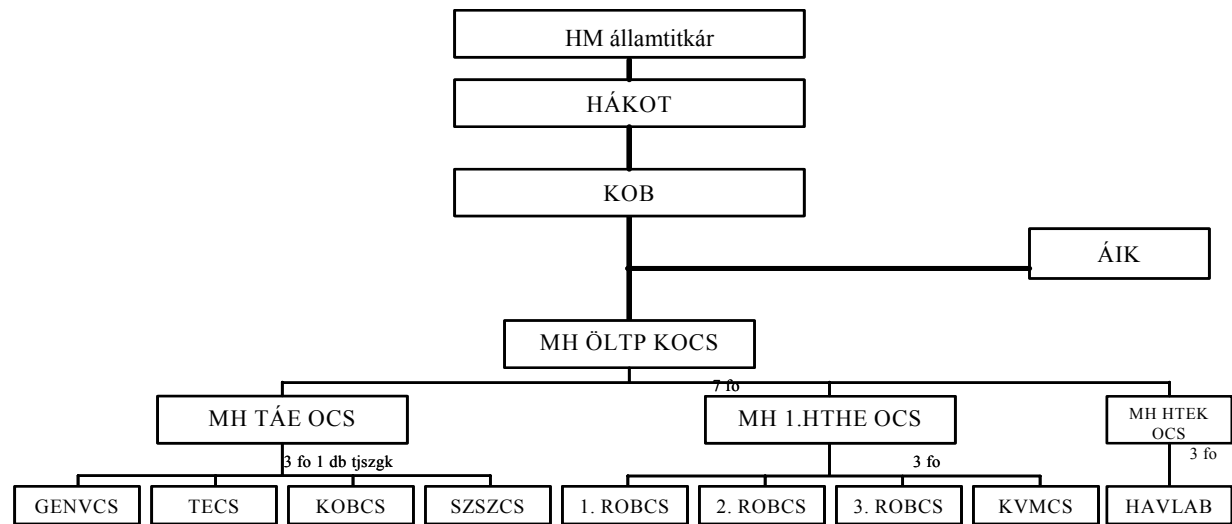 HM államtitkár
HÁKOT
KOB
ÁIK
MH ÖLTP KOCS
7 fo
MH TÁE OCS
MH 1.HTHE OCS
MH HTEK
OCS
3 fo 1 db tjszgk
3 fo
3 fo
GENVCS
TECS
KOBCS
SZSZCS
1. ROBCS
2. ROBCS
3. ROBCS
KVMCS
HAVLAB